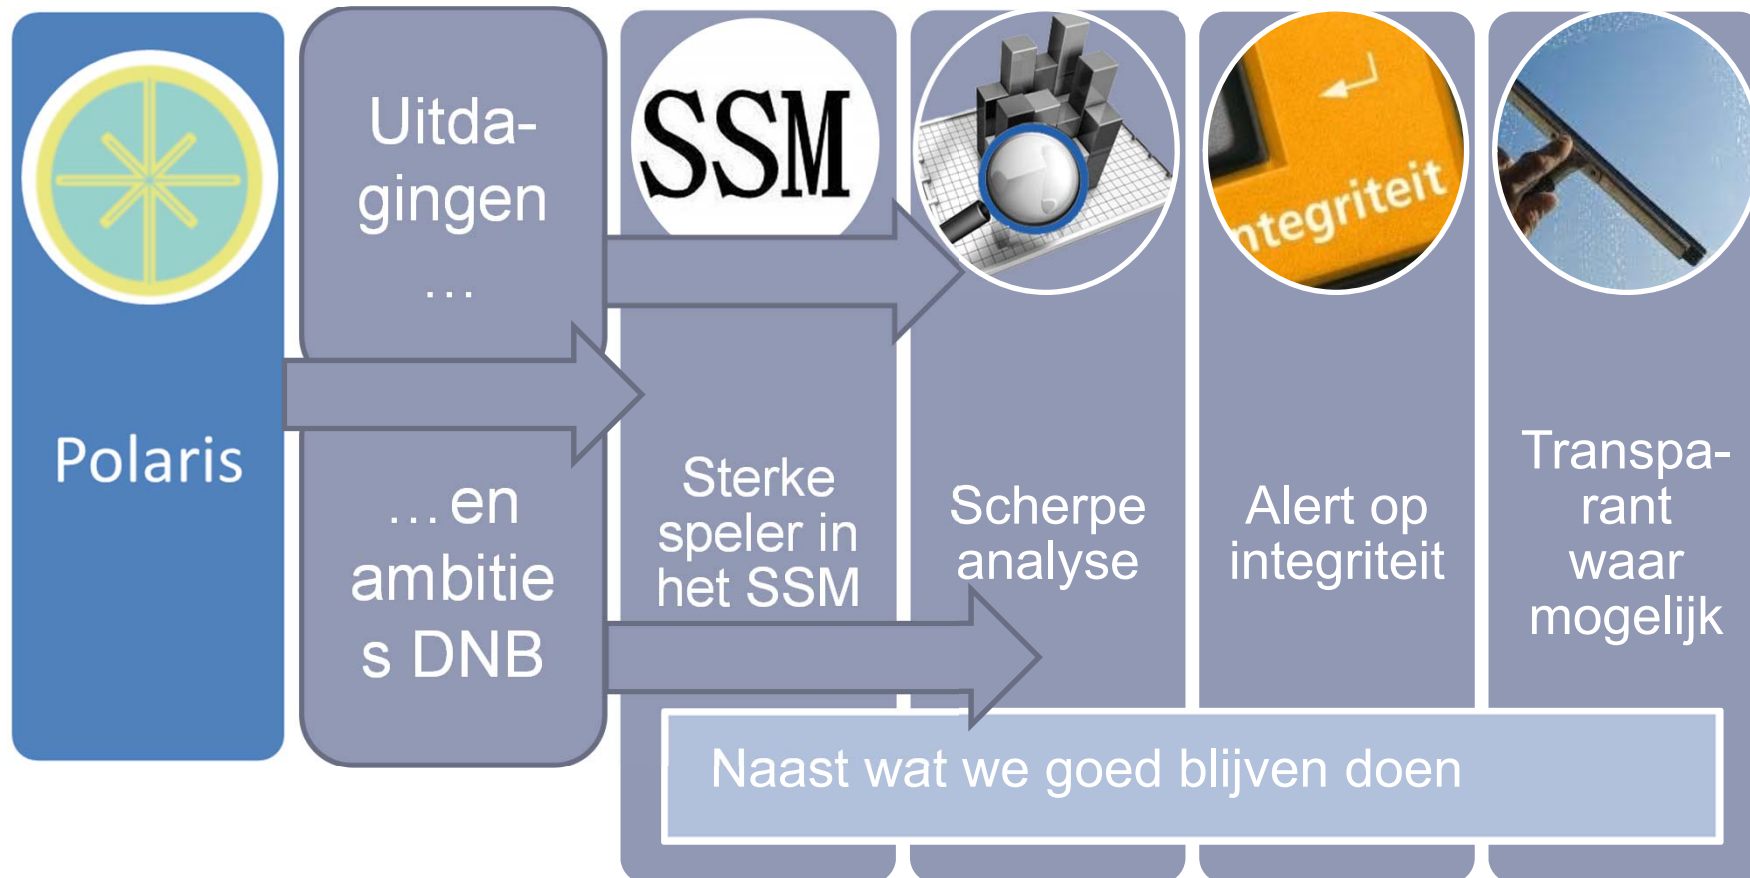 Polaris
Uitda-
gingen
…
…en
ambitie
s DNB
SSM
Sterke
speler in
het SSM
Scherpe
analyse
ntegriteit
Alert op
integriteit
Transpa-
rant
waar
mogelijk
Naast wat we goed blijven doen